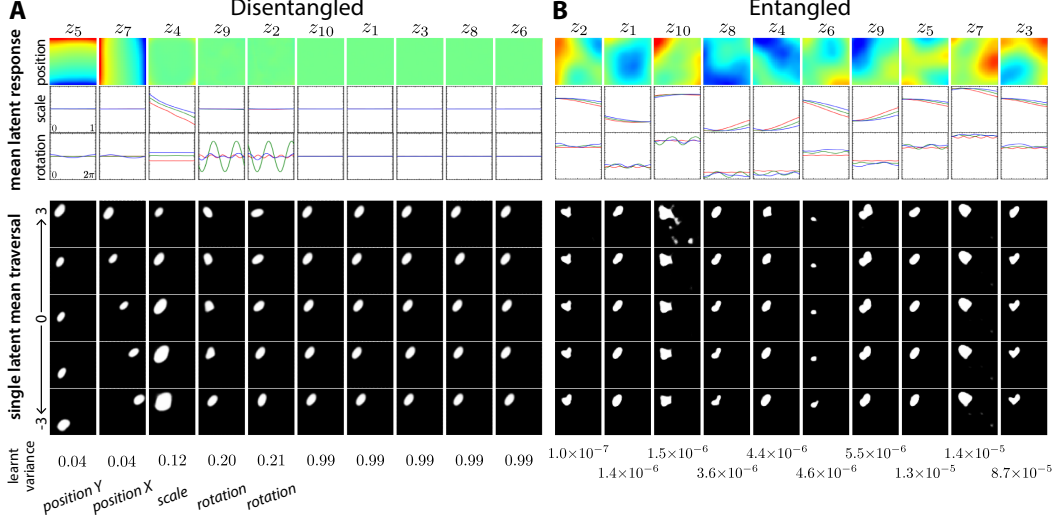 A Disentangled
z5 z7 z4 z9 z2 z10 z1 z3 z8 z6
mean latent response
position
scale
0 1
rotation
0 2π
single latent mean traversal
-3 0 3
learnt variance
0.04 0.04 0.12 0.20 0.21 0.99 0.99 0.99 0.99 0.99
position Y position X scale rotation rotation
B Entangled
z2 z1 z10 z8 z4 z6 z9 z5 z7 z3
1.0×10⁻⁷ 1.5×10⁻⁶ 4.4×10⁻⁶ 5.5×10⁻⁶ 1.4×10⁻⁵
1.4×10⁻⁶ 3.6×10⁻⁶ 4.6×10⁻⁶ 1.3×10⁻⁵ 8.7×10⁻⁵